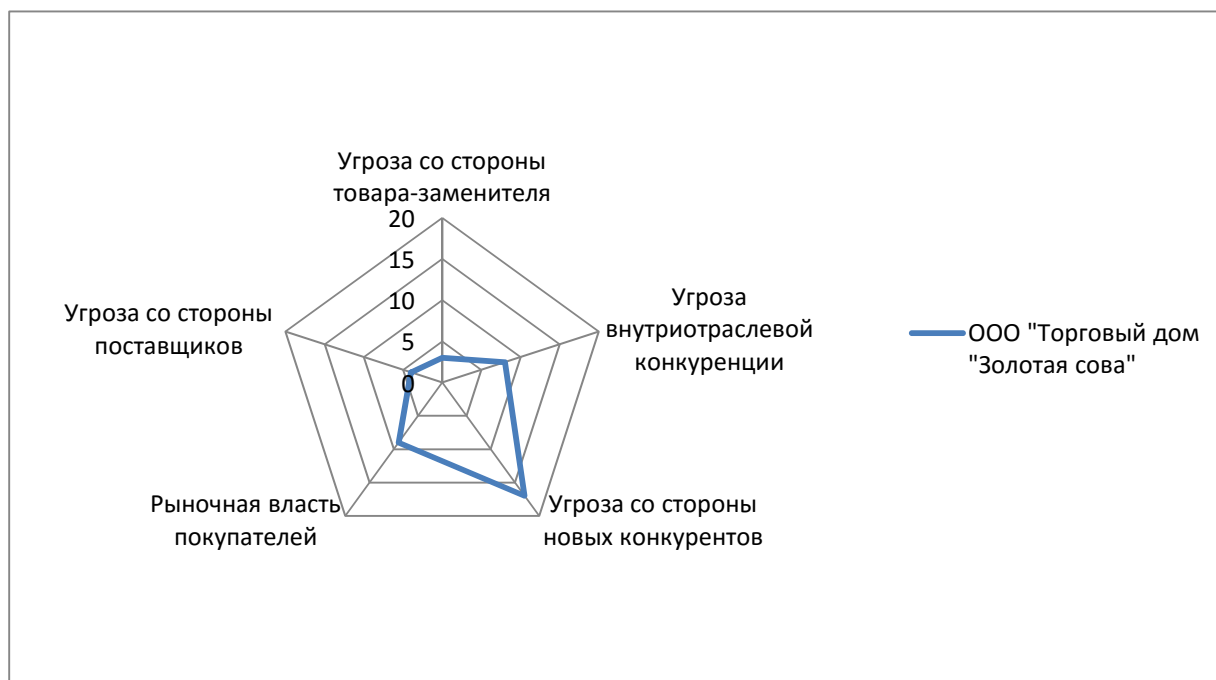 Угроза со стороны
товара-заменителя
20
15
10
5
0
Угроза
внутриотраслевой
конкуренции
Угроза со стороны
новых конкурентов
Рыночная власть
покупателей
Угроза со стороны
поставщиков
ООО "Торговый дом
"Золотая сова"